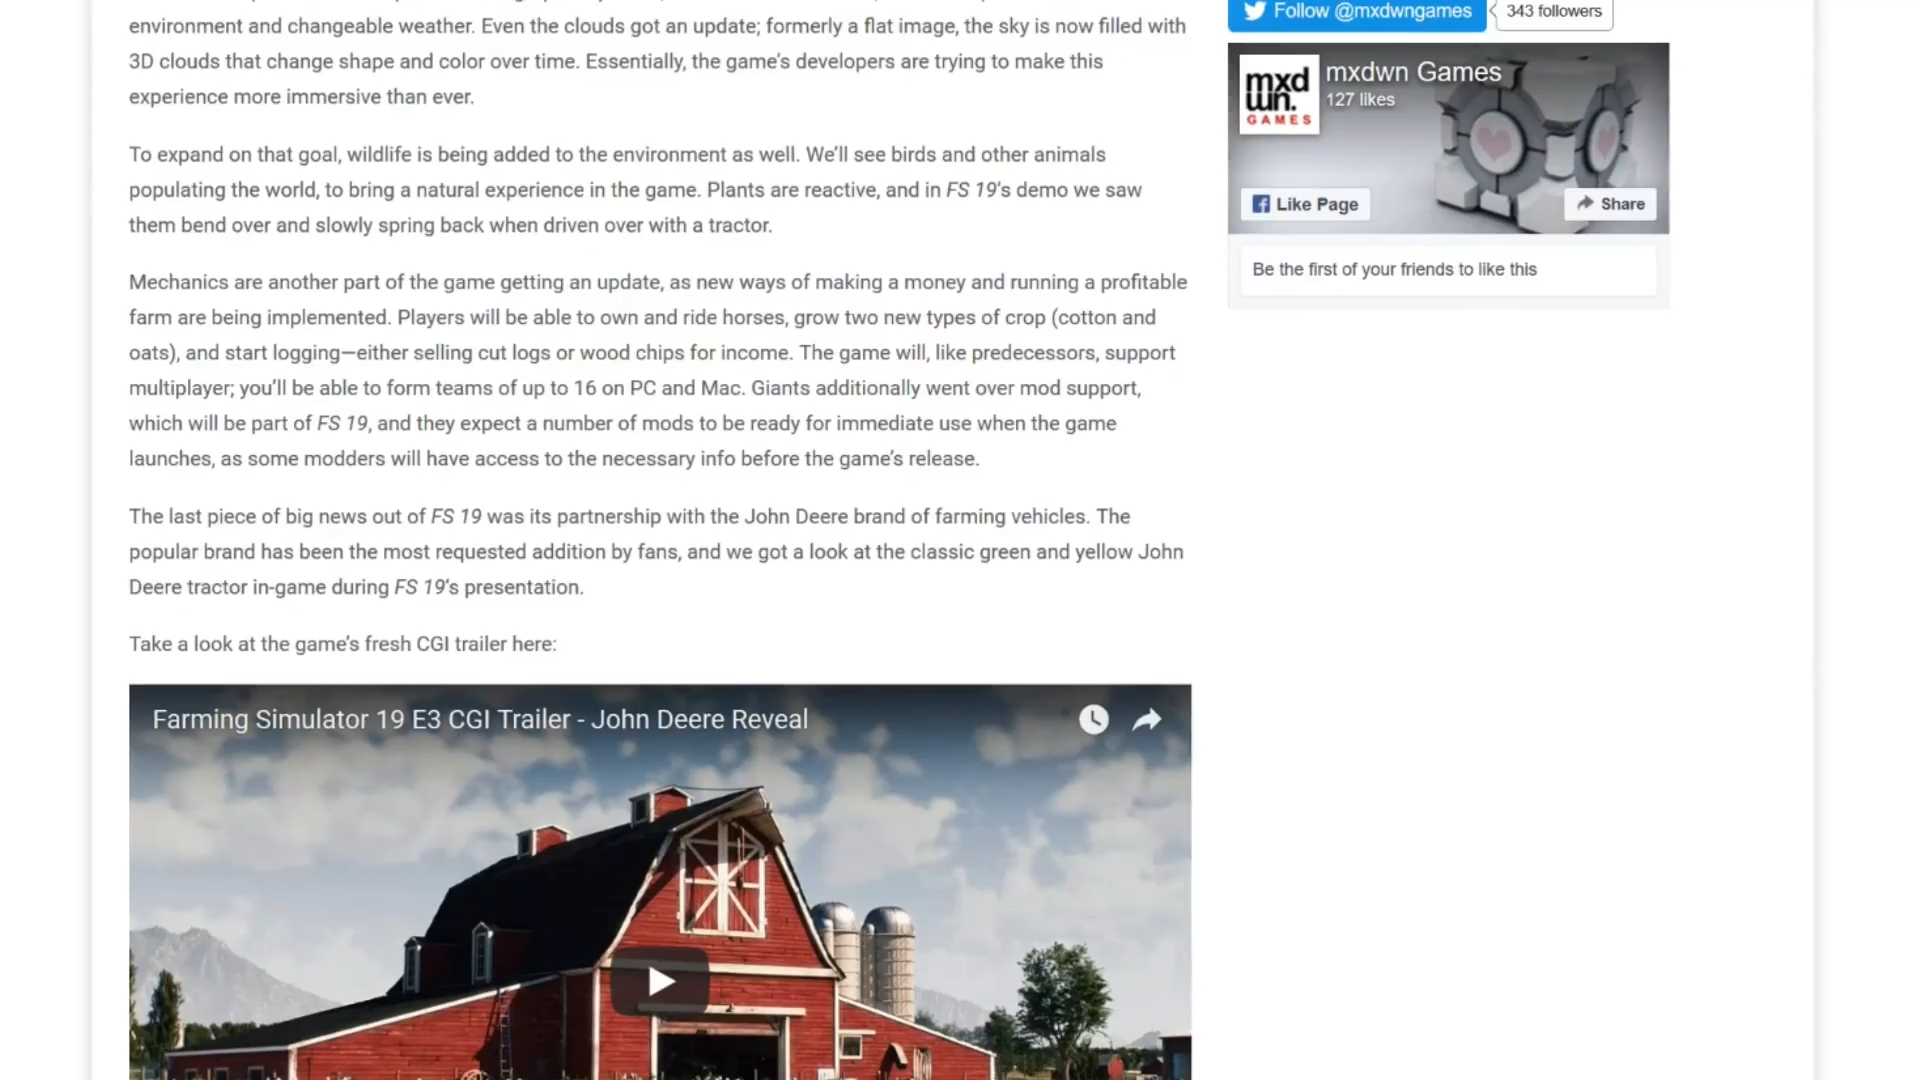 environment and changeable weather. Even the clouds got an update; formerly a flat image, the sky is now filled with
3D clouds that change shape and color over time. Essentially, the game's developers are trying to make this
experience more immersive than ever.
To expand on that goal, wildlife is being added to the environment as well. We'll see birds and other animals
populating the world, to bring a natural experience in the game. Plants are reactive, and in FS 19's demo we saw
them bend over and slowly spring back when driven over with a tractor.
Mechanics are another part of the game getting an update, as new ways of making a money and running a profitable
farm are being implemented. Players will be able to own and ride horses, grow two new types of crop (cotton and
oats), and start logging—either selling cut logs or wood chips for income. The game will, like predecessors, support
multiplayer; you'll be able to form teams of up to 16 on PC and Mac. Giants additionally went over mod support,
which will be part of FS 19, and they expect a number of mods to be ready for immediate use when the game
launches, as some modders will have access to the necessary info before the game's release.
The last piece of big news out of FS 19 was its partnership with the John Deere brand of farming vehicles. The
popular brand has been the most requested addition by fans, and we got a look at the classic green and yellow John
Deere tractor in-game during FS 19's presentation.
Take a look at the game's fresh CGI trailer here:
Farming Simulator 19 E3 CGI Trailer - John Deere Reveal
Follow @mxdwngames
343 followers
mxd
wn.
GAMES
mxdwn Games
127 likes
Like Page
Share
Be the first of your friends to like this